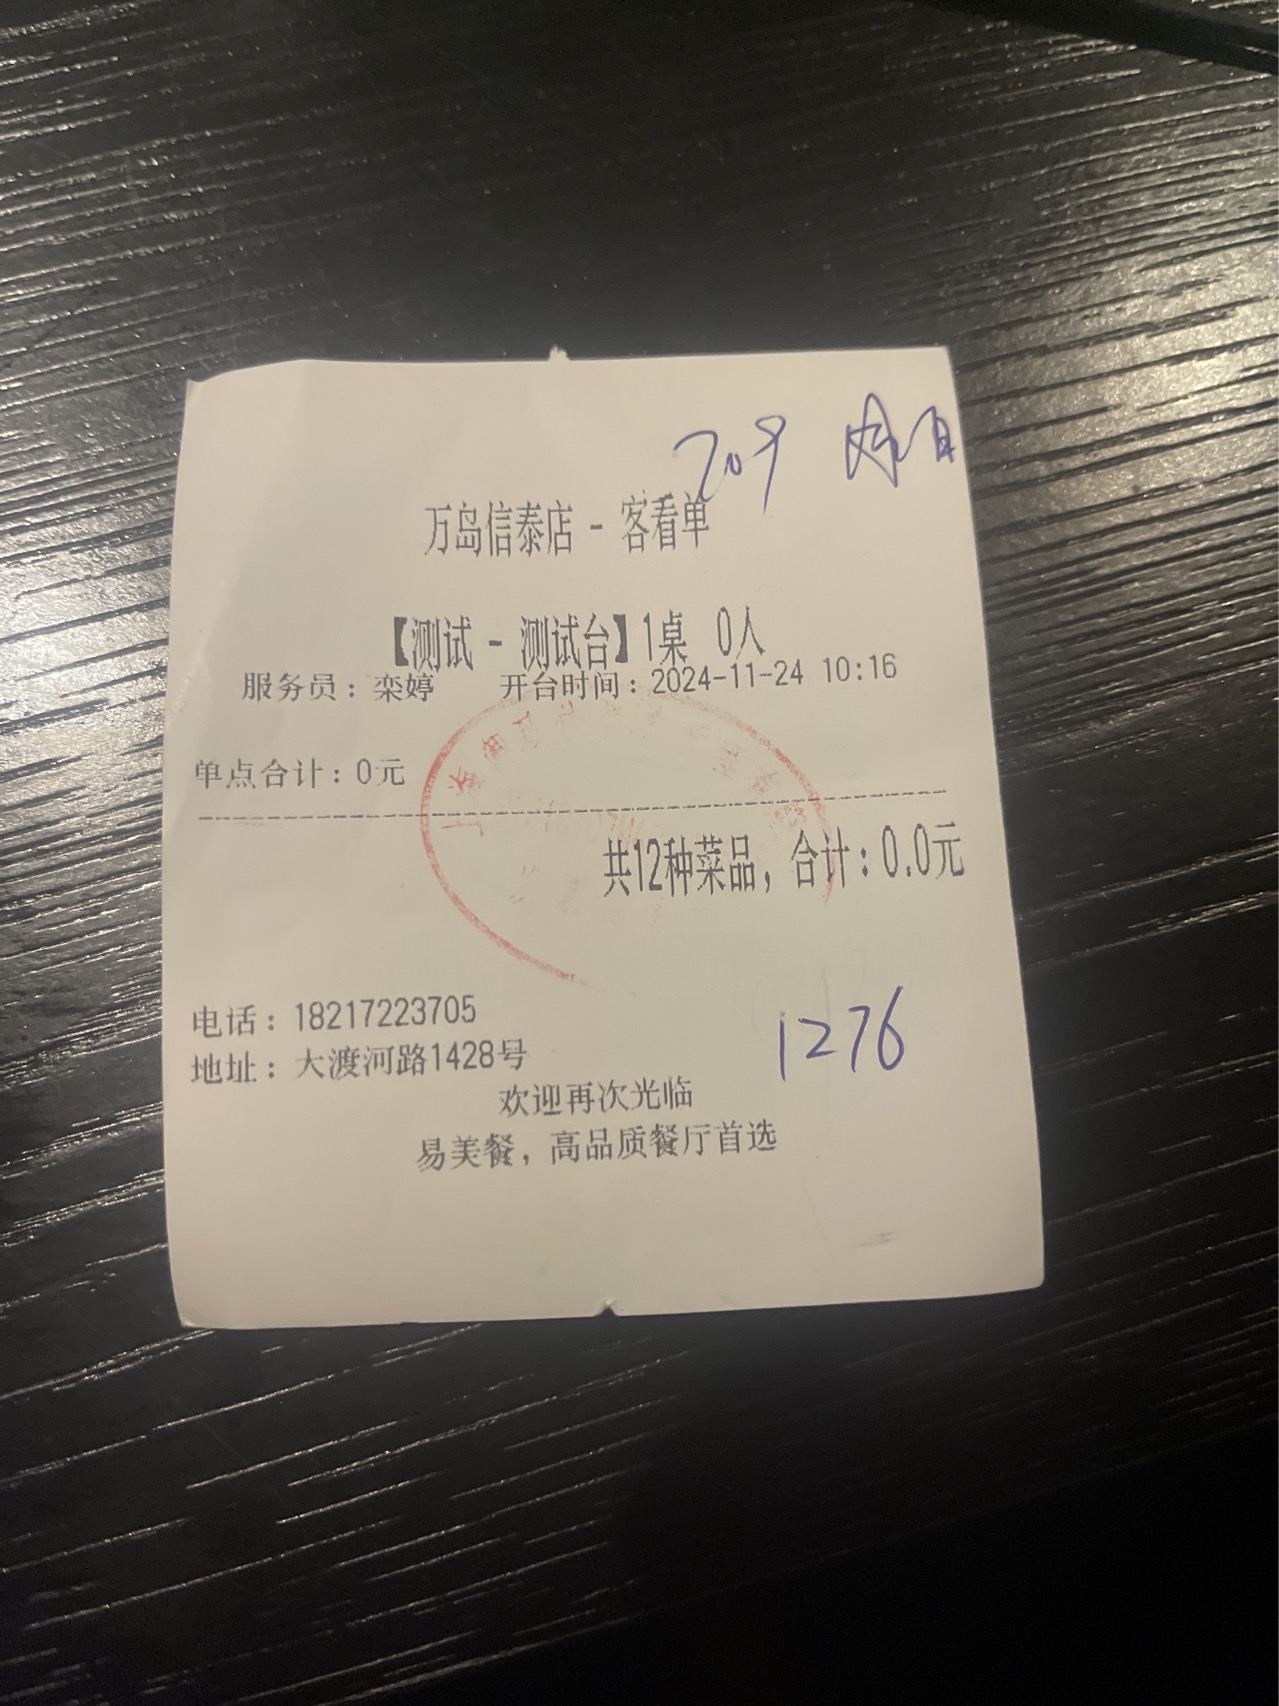 709
万岛信泰店 - 客看单
【测试 - 测试台】1桌 0人
服务员：栾婷 开台时间：2024-11-24 10:16
单点合计：0元
共12种菜品，合计：0.0元
电话：18217223705
1276
地址：大渡河路1428号
欢迎再次光临
易美餐，高品质餐厅首选